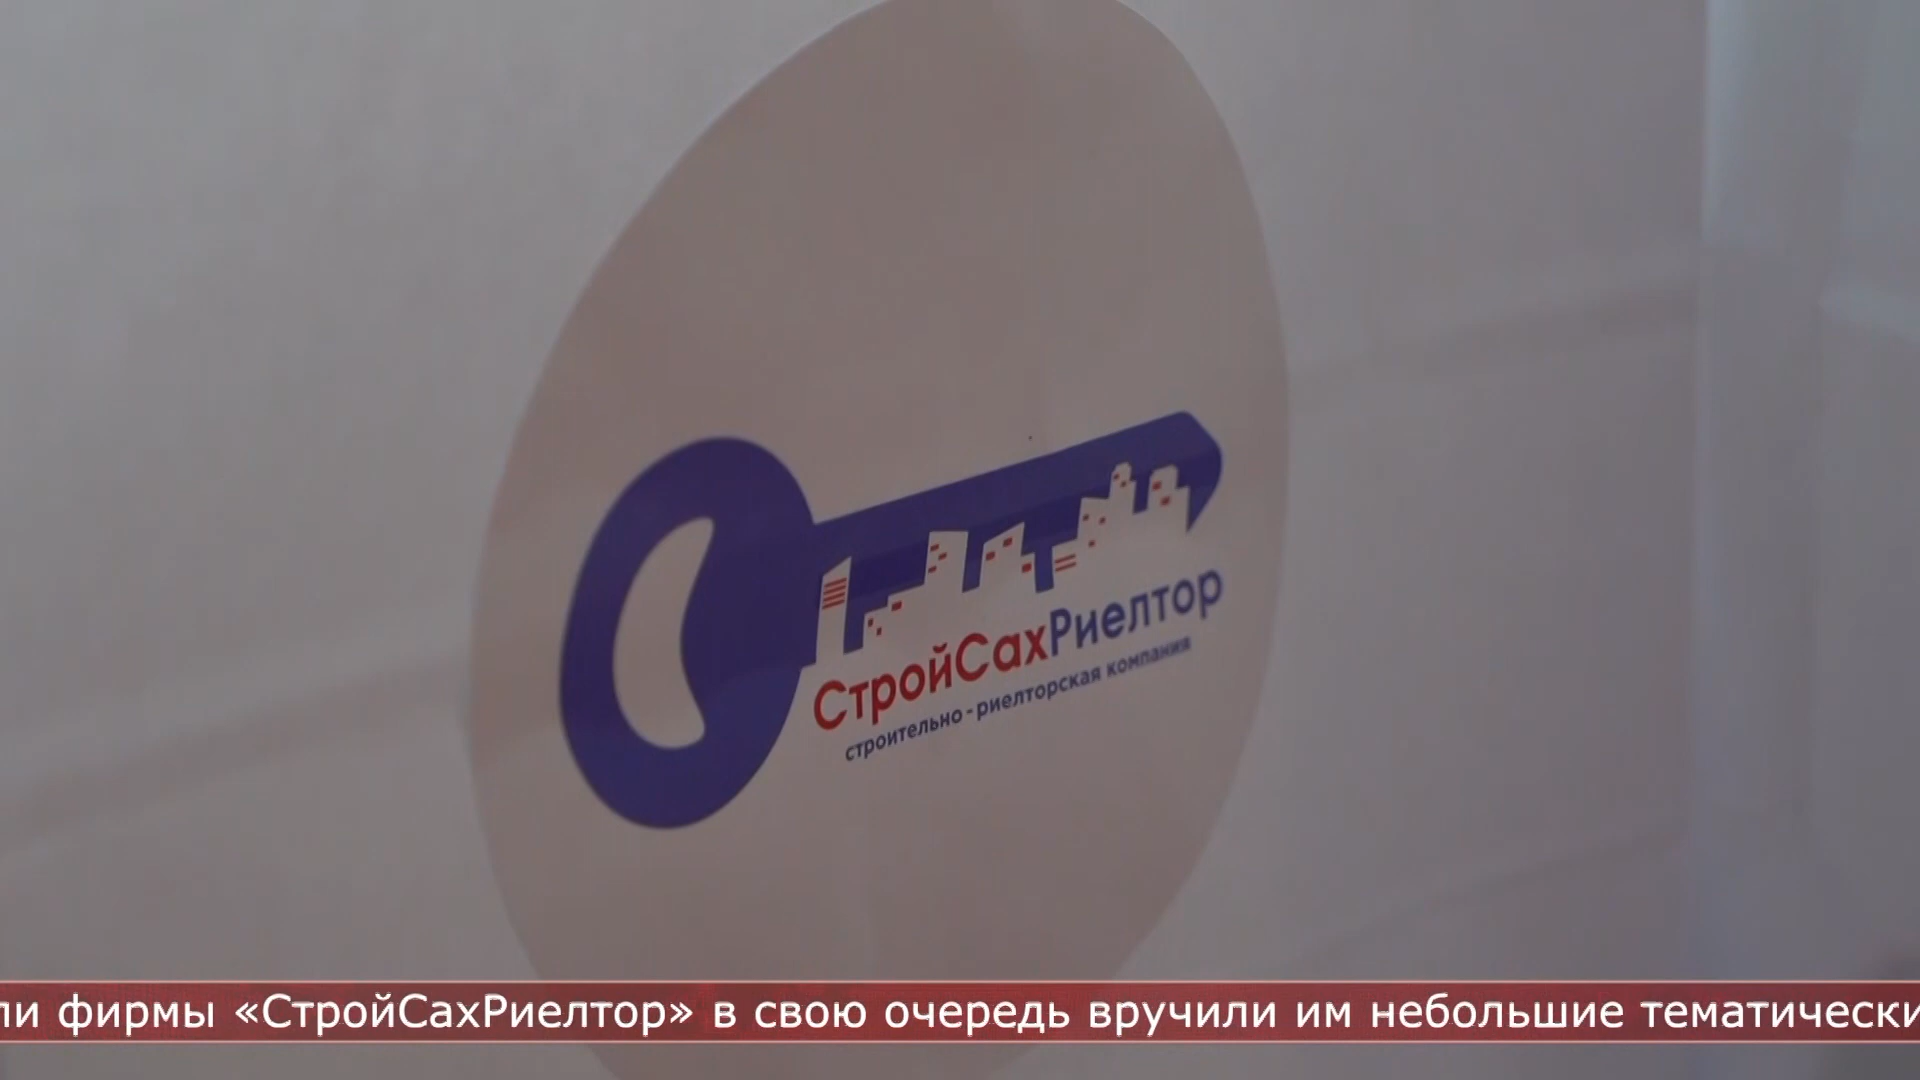 СтройСахРиелтор
строительно-риелторская компания
ли фирмы «СтройСахРиелтор» в свою очередь вручили им небольшие тематически